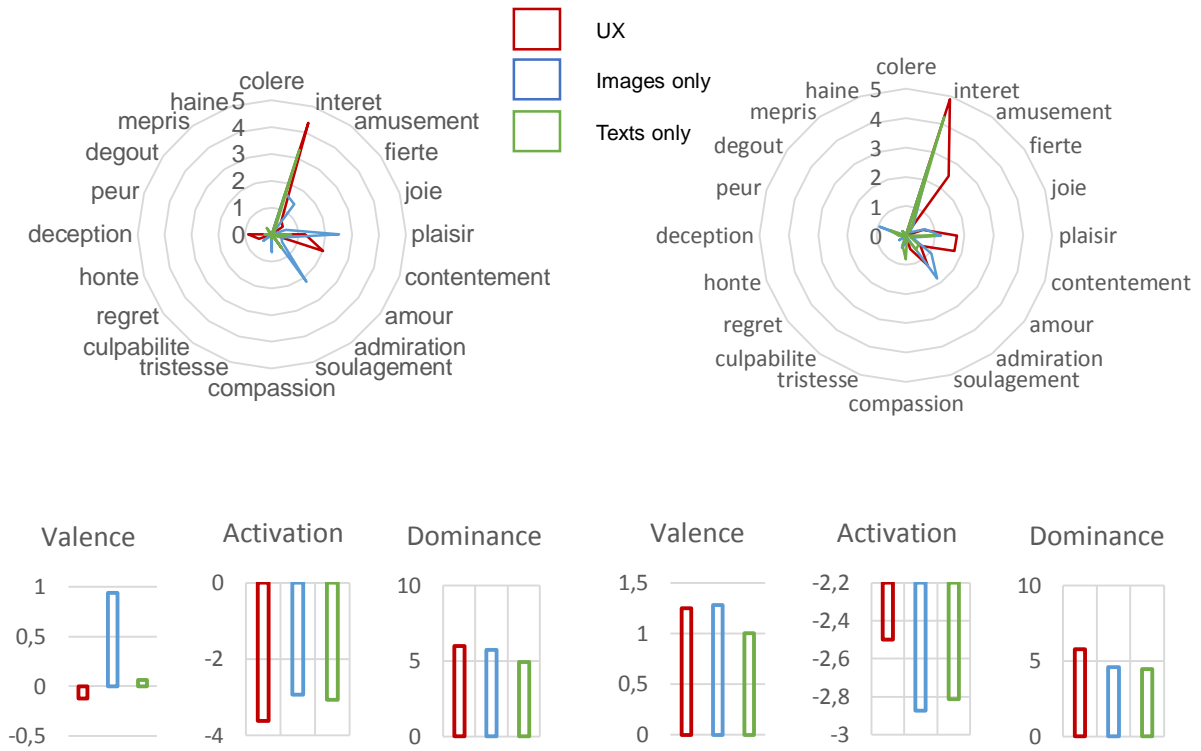 UX
Images only
Texts only
colere
interet
amusement
fierte
joie
plaisir
contentement
amour
admiration
soulagement
compassion
tristesse
culpabilite
regret
honte
deception
peur
degout
mepris
haine
5
4
3
2
1
0
colere
interet
amusement
fierte
joie
plaisir
contentement
amour
admiration
soulagement
compassion
tristesse
culpabilite
regret
honte
deception
peur
degout
mepris
haine
5
4
3
2
1
0
Valence
1
0,5
0
-0,5
Activation
0
-2
-4
Dominance
10
5
0
Valence
1,5
1
0,5
0
Activation
-2,2
-2,4
-2,6
-2,8
-3
Dominance
10
5
0